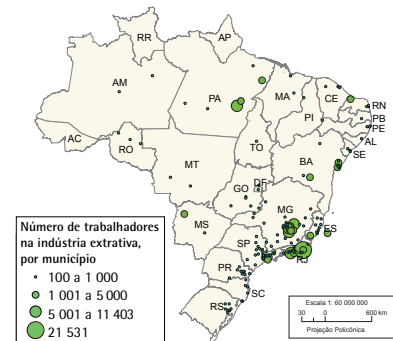 RR
AP
AM
PA
MA
CE
RN
PB
PE
AL
SE
PI
AC
RO
TO
BA
MT
DF
GO
MG
ES
MS
SP
RJ
PR
SC
RS
Número de trabalhadores
na indústria extrativa,
por município
100 a 1 000
1 001 a 5 000
5 001 a 11 403
21 531
Escala 1: 60 000 000
30 0 600 km
Projeção Policônica